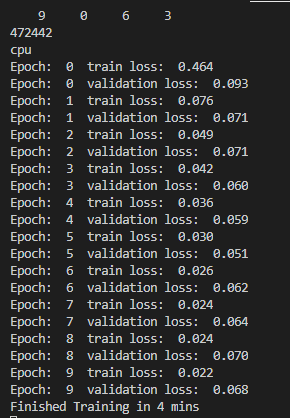 9 0 6 3
472442
cpu
Epoch: 0 train loss: 0.464
Epoch: 0 validation loss: 0.093
Epoch: 1 train loss: 0.076
Epoch: 1 validation loss: 0.071
Epoch: 2 train loss: 0.049
Epoch: 2 validation loss: 0.071
Epoch: 3 train loss: 0.042
Epoch: 3 validation loss: 0.060
Epoch: 4 train loss: 0.036
Epoch: 4 validation loss: 0.059
Epoch: 5 train loss: 0.030
Epoch: 5 validation loss: 0.051
Epoch: 6 train loss: 0.026
Epoch: 6 validation loss: 0.062
Epoch: 7 train loss: 0.024
Epoch: 7 validation loss: 0.064
Epoch: 8 train loss: 0.024
Epoch: 8 validation loss: 0.070
Epoch: 9 train loss: 0.022
Epoch: 9 validation loss: 0.068
Finished Training in 4 mins